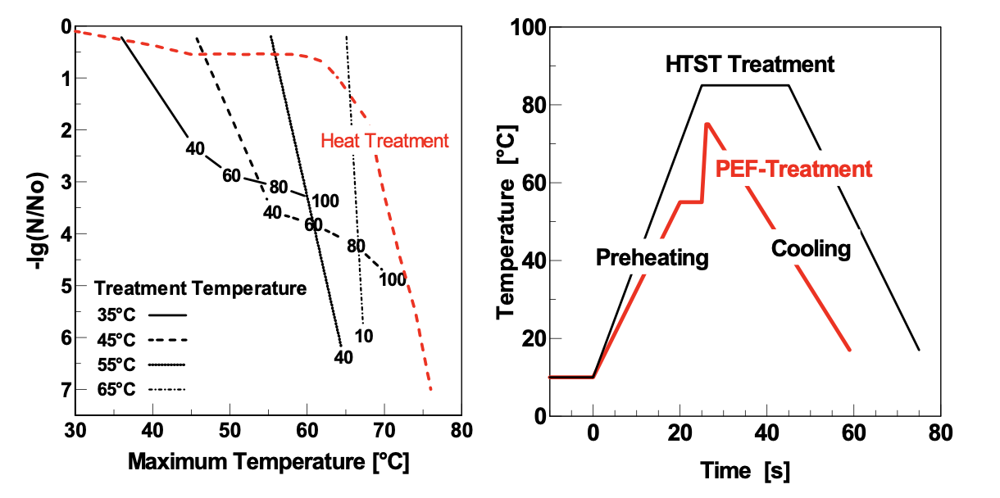 0
1
2
3
4
5
6
7
-lg(N/No)
40
60
80
100
40
60
80
100
10
40
Heat Treatment
Treatment Temperature
35°C
45°C
55°C
65°C
30 40 50 60 70 80
Maximum Temperature [°C]
100
80
60
40
20
0
Temperature [°C]
HTST Treatment
PEF-Treatment
Preheating
Cooling
0 20 40 60 80
Time [s]